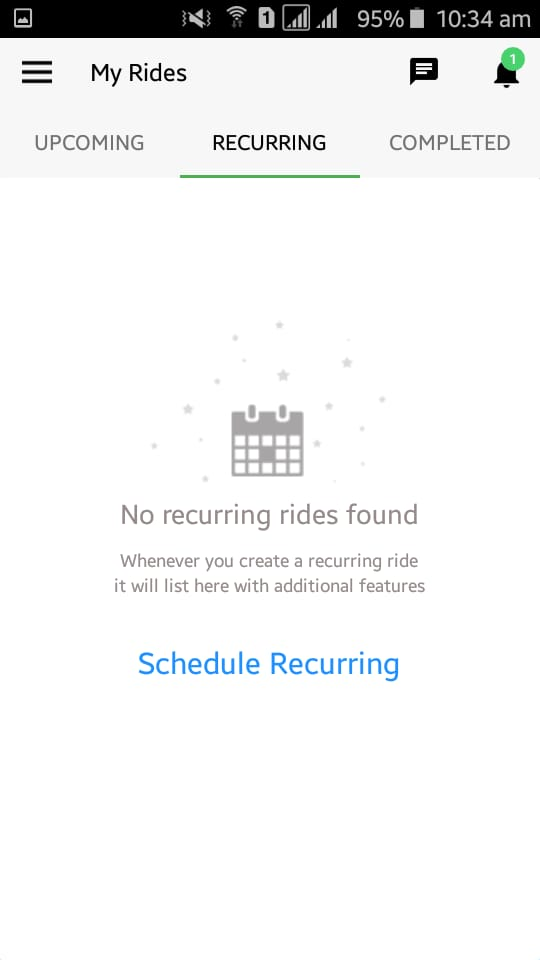 1 95% 10:34 am
My Rides 1
UPCOMING RECURRING COMPLETED
No recurring rides found
Whenever you create a recurring ride
it will list here with additional features
Schedule Recurring